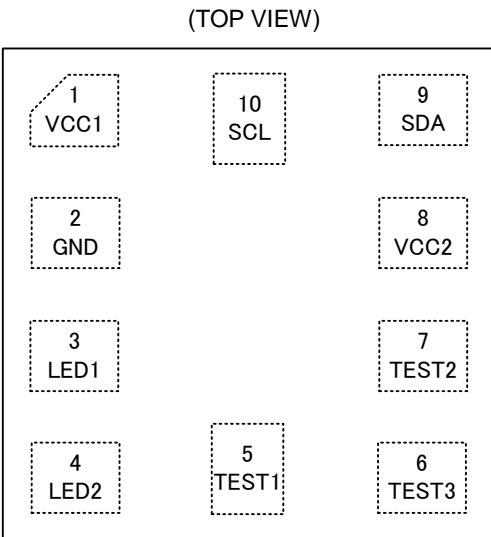 (TOP VIEW)
1
VCC1
10
SCL
9
SDA
2
GND
8
VCC2
3
LED1
7
TEST2
4
LED2
5
TEST1
6
TEST3